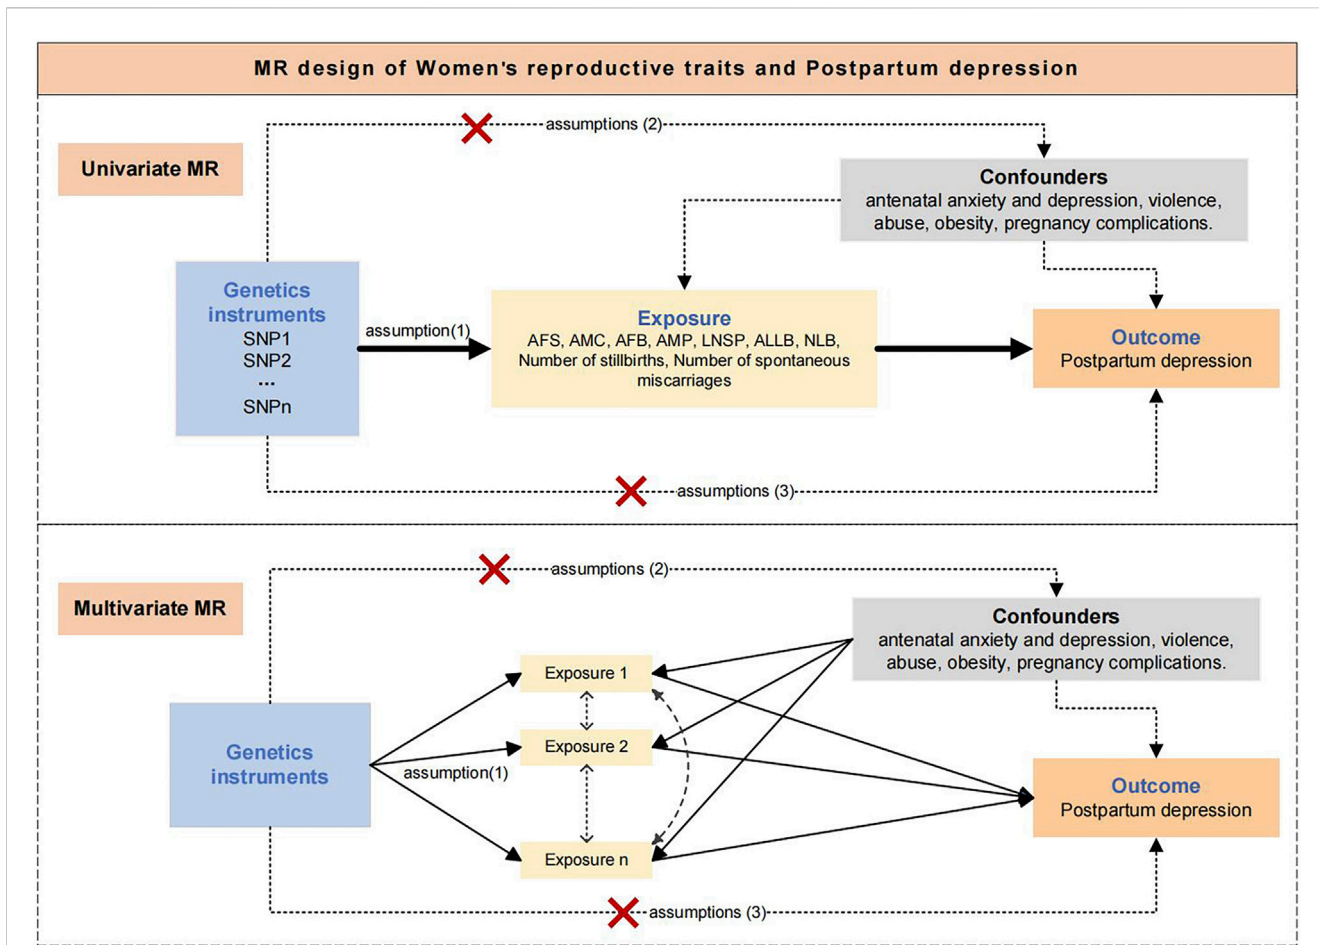 MR design of Women's reproductive traits and Postpartum depression
assumptions (2)
Univariate MR
Confounders
antenatal anxiety and depression, violence,
abuse, obesity, pregnancy complications.
Genetics
instruments
SNP1
SNP2
...
SNPn
assumption(1)
Exposure
AFS, AMC, AFB, AMP, LNSP, ALLB, NLB,
Number of stillbirths, Number of spontaneous
miscarriages
Outcome
Postpartum depression
assumptions (3)
assumptions (2)
Multivariate MR
Confounders
antenatal anxiety and depression, violence,
abuse, obesity, pregnancy complications.
Genetics
instruments
assumption(1)
Exposure 1
Exposure 2
Exposure n
Outcome
Postpartum depression
assumptions (3)